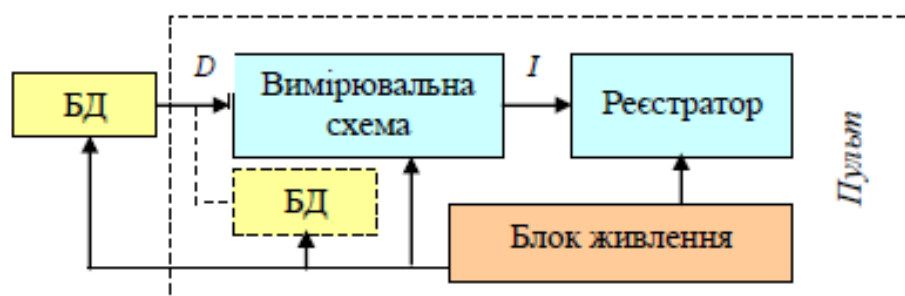 D
I
БД
Вимірювальна
схема
Реєстратор
Пульт
БД
Блок живлення